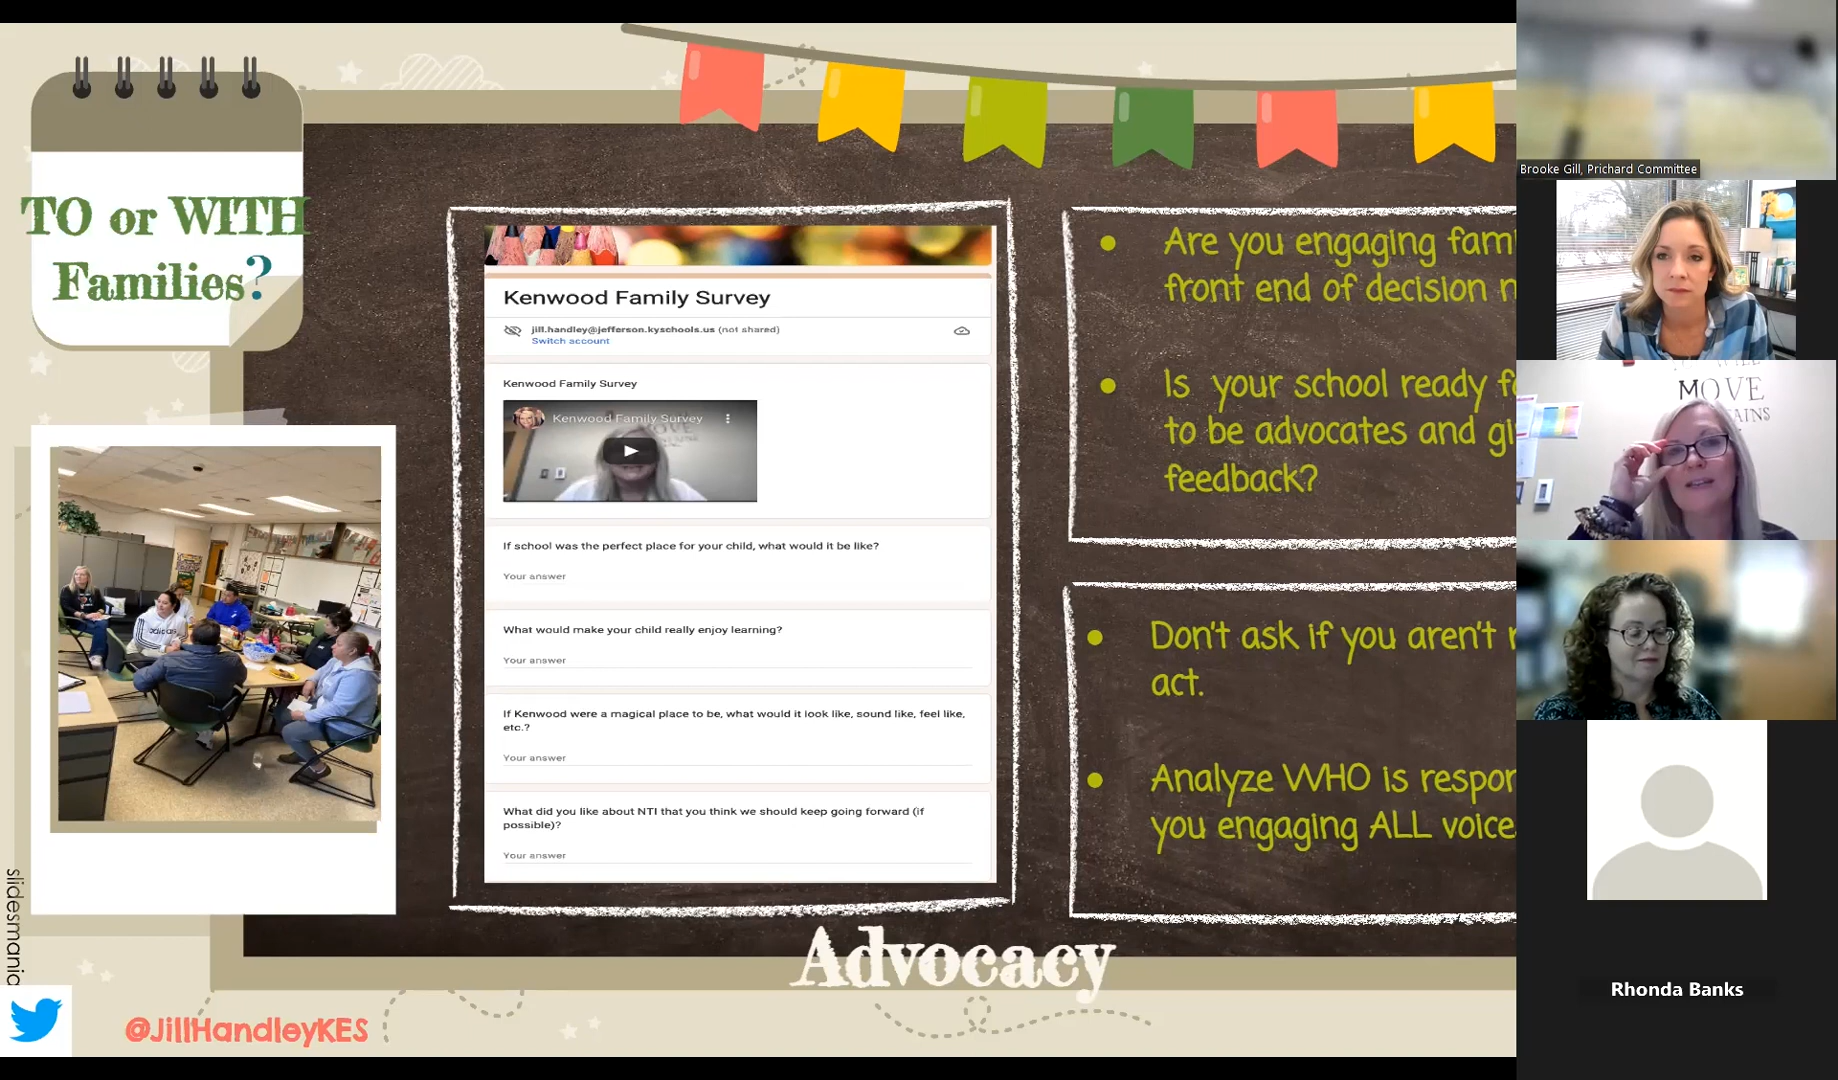 TO or WITH
Families?
Kenwood Family Survey
jill.handley@jefferson.kyschools.us (not shared)
Switch account
Kenwood Family Survey
Kenwood Family Survey
If school was the perfect place for your child, what would it be like?
Your answer
What would make your child really enjoy learning?
Your answer
If Kenwood were a magical place to be, what would it look like, sound like, feel like,
etc.?
Your answer
What did you like about NTI that you think we should keep going forward (if
possible)?
Your answer
Are you engaging fam
front end of decision
Is your school ready
to be advocates and
feedback?
Don't ask if you aren't
act.
Analyze WHO is respon
you engaging ALL voice
Advocacy
slidesmania
@JillHandleyKES
Brooke Gill, Prichard Committee
MOVE
Rhonda Banks